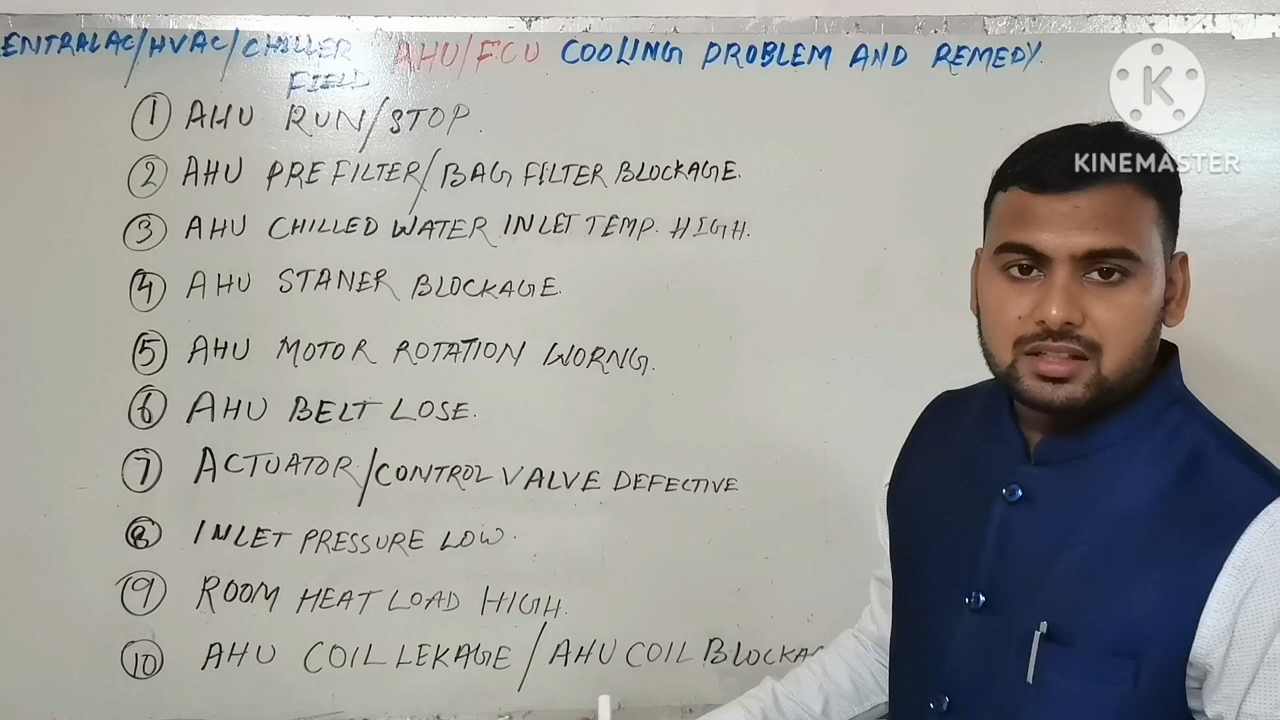 ENTRALAC/HVAC/CHILLER AHU/FCU COOLING PROBLEM AND REMEDY.
FIELD
① AHU RUN/STOP.
② AHU PREFILTER/BAG FILTER BLOCKAGE.
③ AHU CHILLED WATER INLET TEMP. HIGH.
④ AHU STANER BLOCKAGE.
⑤ AHU MOTOR ROTATION WORNG.
⑥ AHU BELT LOSE.
⑦ ACTUATOR/CONTROL VALVE DEFECTIVE
⑧ INLET PRESSURE LOW.
⑨ ROOM HEAT LOAD HIGH.
⑩ AHU COIL LEKAGE / AHU COIL BLOCKAG
K
KINEMASTER